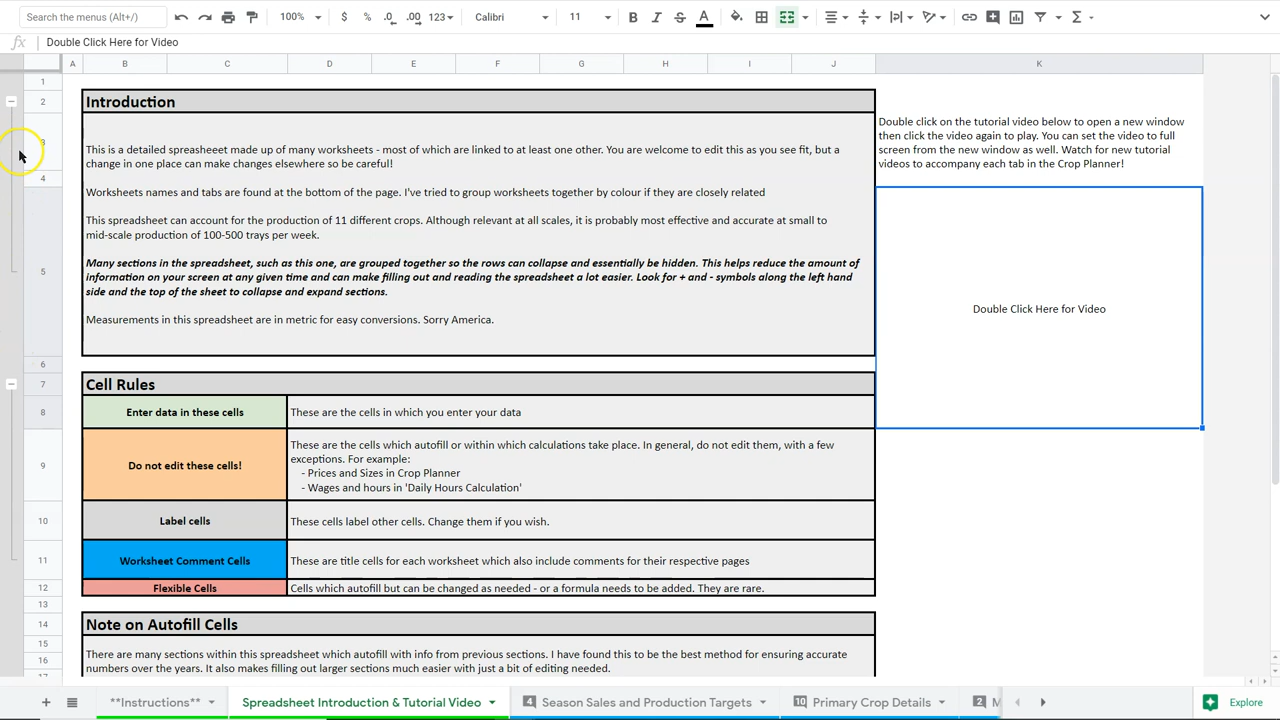 Search the menus (Alt+/)
100%
$ % .0 .00 123
Calibri
11
B I S A
fx Double Click Here for Video
A B C D E F G H I J K
1
2 Introduction
3
Double click on the tutorial video below to open a new window
then click the video again to play. You can set the video to full
screen from the new window as well. Watch for new tutorial
videos to accompany each tab in the Crop Planner!
This is a detailed spreasheeet made up of many worksheets - most of which are linked to at least one other. You are welcome to edit this as you see fit, but a
change in one place can make changes elsewhere so be careful!
4
Worksheets names and tabs are found at the bottom of the page. I've tried to group worksheets together by colour if they are closely related
This spreadsheet can account for the production of 11 different crops. Although relevant at all scales, it is probably most effective and accurate at small to
mid-scale production of 100-500 trays per week.
5
Many sections in the spreadsheet, such as this one, are grouped together so the rows can collapse and essentially be hidden. This helps reduce the amount of
information on your screen at any given time and can make filling out and reading the spreadsheet a lot easier. Look for + and - symbols along the left hand
side and the top of the sheet to collapse and expand sections.
Double Click Here for Video
Measurements in this spreadsheet are in metric for easy conversions. Sorry America.
6
7 Cell Rules
8 Enter data in these cells These are the cells in which you enter your data
9 Do not edit these cells!
These are the cells which autofill or within which calculations take place. In general, do not edit them, with a few
exceptions. For example:
- Prices and Sizes in Crop Planner
- Wages and hours in 'Daily Hours Calculation'
10 Label cells These cells label other cells. Change them if you wish.
11 Worksheet Comment Cells These are title cells for each worksheet which also include comments for their respective pages
12 Flexible Cells Cells which autofill but can be changed as needed - or a formula needs to be added. They are rare.
13
14 Note on Autofill Cells
15
There are many sections within this spreadsheet which autofill with info from previous sections. I have found this to be the best method for ensuring accurate
16
numbers over the years. It also makes filling out larger sections much easier with just a bit of editing needed.
**Instructions** Spreadsheet Introduction & Tutorial Video 4 Season Sales and Production Targets 10 Primary Crop Details 2 Explore